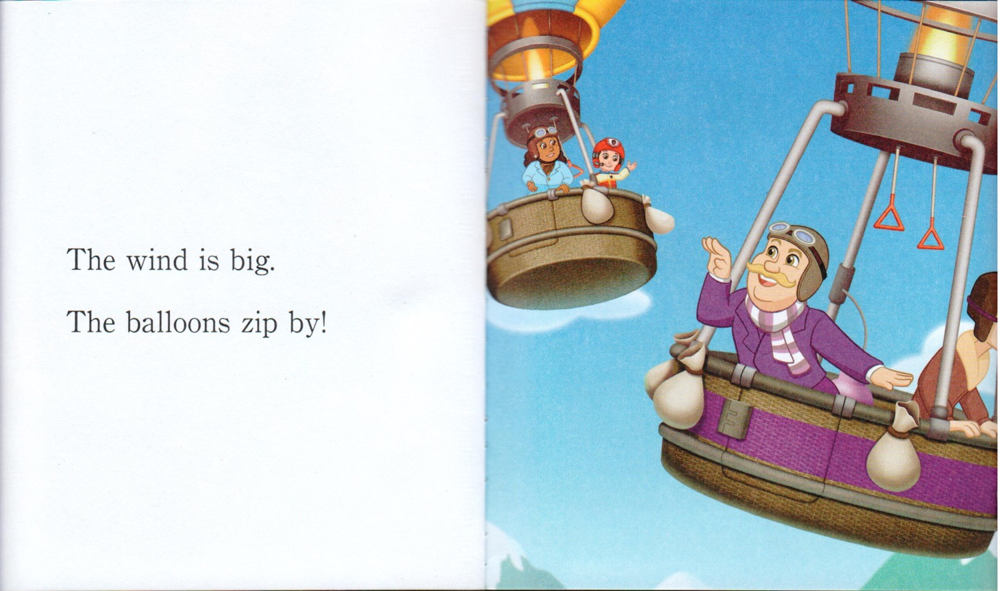 The wind is big.
The balloons zip by!